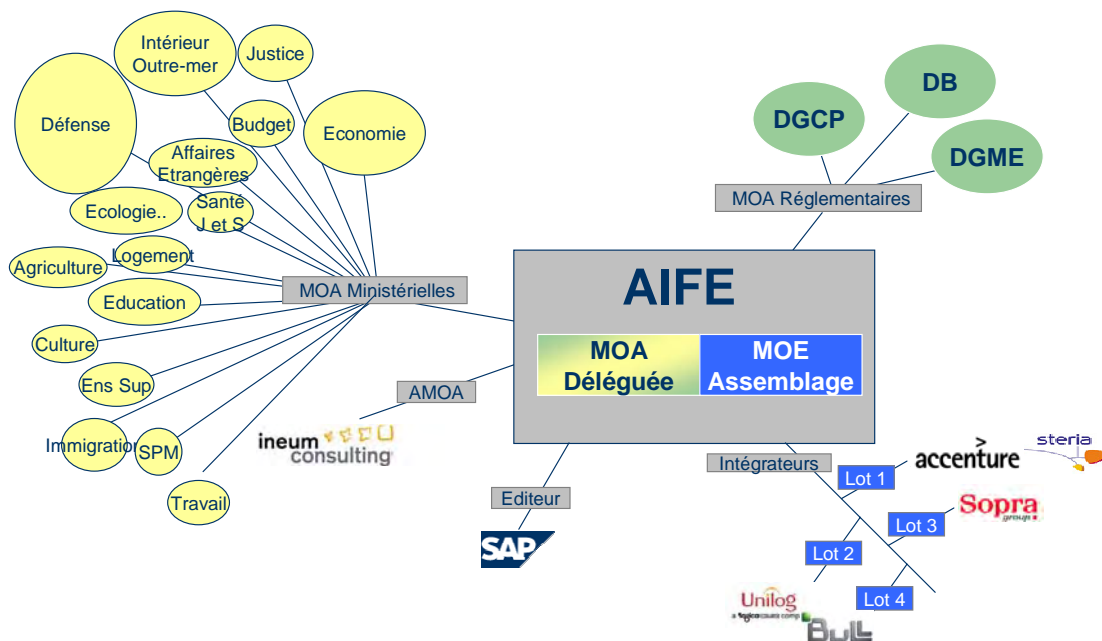 Intérieur
Outre-mer
Justice
Défense
Budget
Economie
Affaires
Etrangères
Ecologie..
Santé
J et S
Logement
Agriculture
Education
MOA Ministérielles
Culture
Ens Sup
Immigration
SPM
Travail
DGCP
DB
DGME
MOA Réglementaires
AIFE
MOA
Déléguée
MOE
Assemblage
AMOA
ineum
consulting
Editeur
SAP
Intégrateurs
Lot 1
accenture
steria
Lot 3
Sopra
group
Lot 2
Unilog
Bull
Lot 4